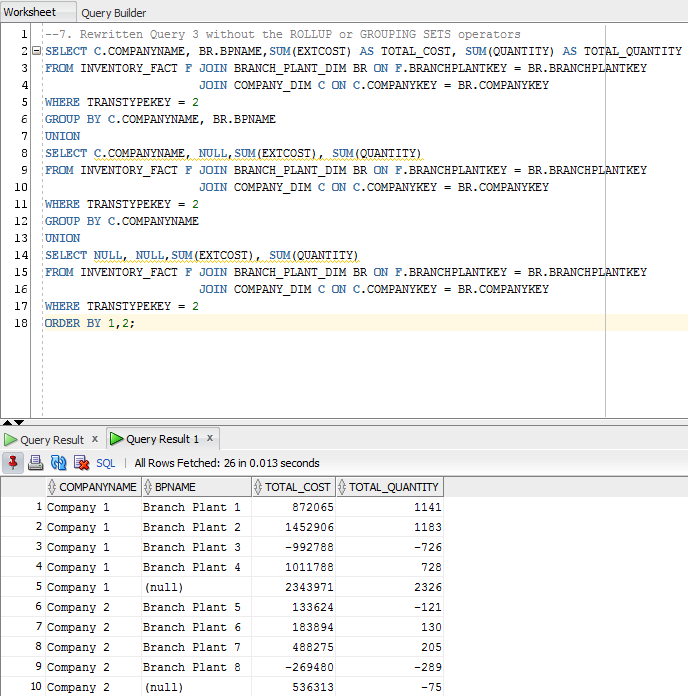 Worksheet Query Builder
1 --7. Rewritten Query 3 without the ROLLUP or GROUPING SETS operators
2 SELECT C.COMPANYNAME, BR.BPNAME,SUM(EXTCOST) AS TOTAL_COST, SUM(QUANTITY) AS TOTAL_QUANTITY
3 FROM INVENTORY_FACT F JOIN BRANCH_PLANT_DIM BR ON F.BRANCHPLANTKEY = BR.BRANCHPLANTKEY
4 JOIN COMPANY_DIM C ON C.COMPANYKEY = BR.COMPANYKEY
5 WHERE TRANSTYPEKEY = 2
6 GROUP BY C.COMPANYNAME, BR.BPNAME
7 UNION
8 SELECT C.COMPANYNAME, NULL,SUM(EXTCOST), SUM(QUANTITY)
9 FROM INVENTORY_FACT F JOIN BRANCH_PLANT_DIM BR ON F.BRANCHPLANTKEY = BR.BRANCHPLANTKEY
10 JOIN COMPANY_DIM C ON C.COMPANYKEY = BR.COMPANYKEY
11 WHERE TRANSTYPEKEY = 2
12 GROUP BY C.COMPANYNAME
13 UNION
14 SELECT NULL, NULL,SUM(EXTCOST), SUM(QUANTITY)
15 FROM INVENTORY_FACT F JOIN BRANCH_PLANT_DIM BR ON F.BRANCHPLANTKEY = BR.BRANCHPLANTKEY
16 JOIN COMPANY_DIM C ON C.COMPANYKEY = BR.COMPANYKEY
17 WHERE TRANSTYPEKEY = 2
18 ORDER BY 1,2;
Query Result x Query Result 1 x
SQL | All Rows Fetched: 26 in 0.013 seconds
COMPANYNAME BPNAME TOTAL_COST TOTAL_QUANTITY
1 Company 1 Branch Plant 1 872065 1141
2 Company 1 Branch Plant 2 1452906 1183
3 Company 1 Branch Plant 3 -992788 -726
4 Company 1 Branch Plant 4 1011788 728
5 Company 1 (null) 2343971 2326
6 Company 2 Branch Plant 5 133624 -121
7 Company 2 Branch Plant 6 183894 130
8 Company 2 Branch Plant 7 488275 205
9 Company 2 Branch Plant 8 -269480 -289
10 Company 2 (null) 536313 -75